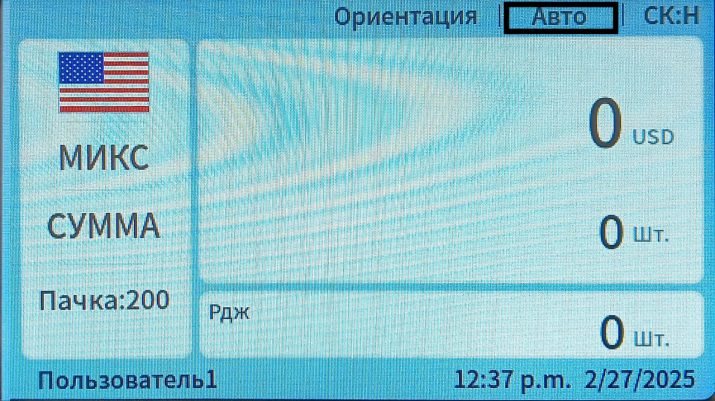 Ориентация | Авто | СК:Н
МИКС
СУММА
Пачка:200
0 USD
0 Шт.
Рдж
0 Шт.
Пользователь1
12:37 p.m. 2/27/2025